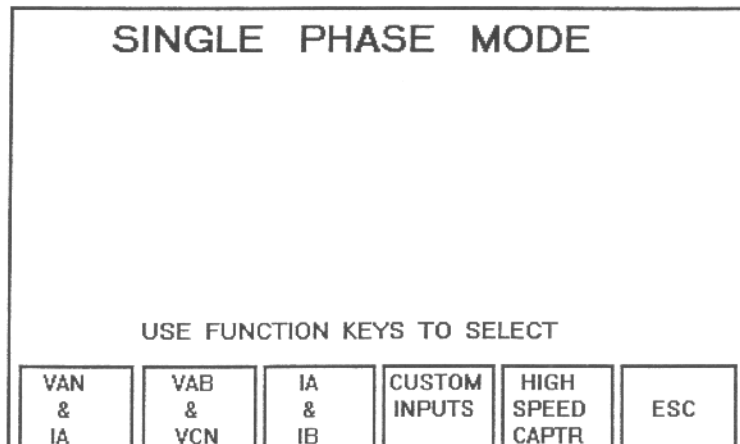 SINGLE PHASE MODE
USE FUNCTION KEYS TO SELECT
VAN
&
IA
VAB
&
VCN
IA
&
IB
CUSTOM
INPUTS
HIGH
SPEED
CAPTR
ESC